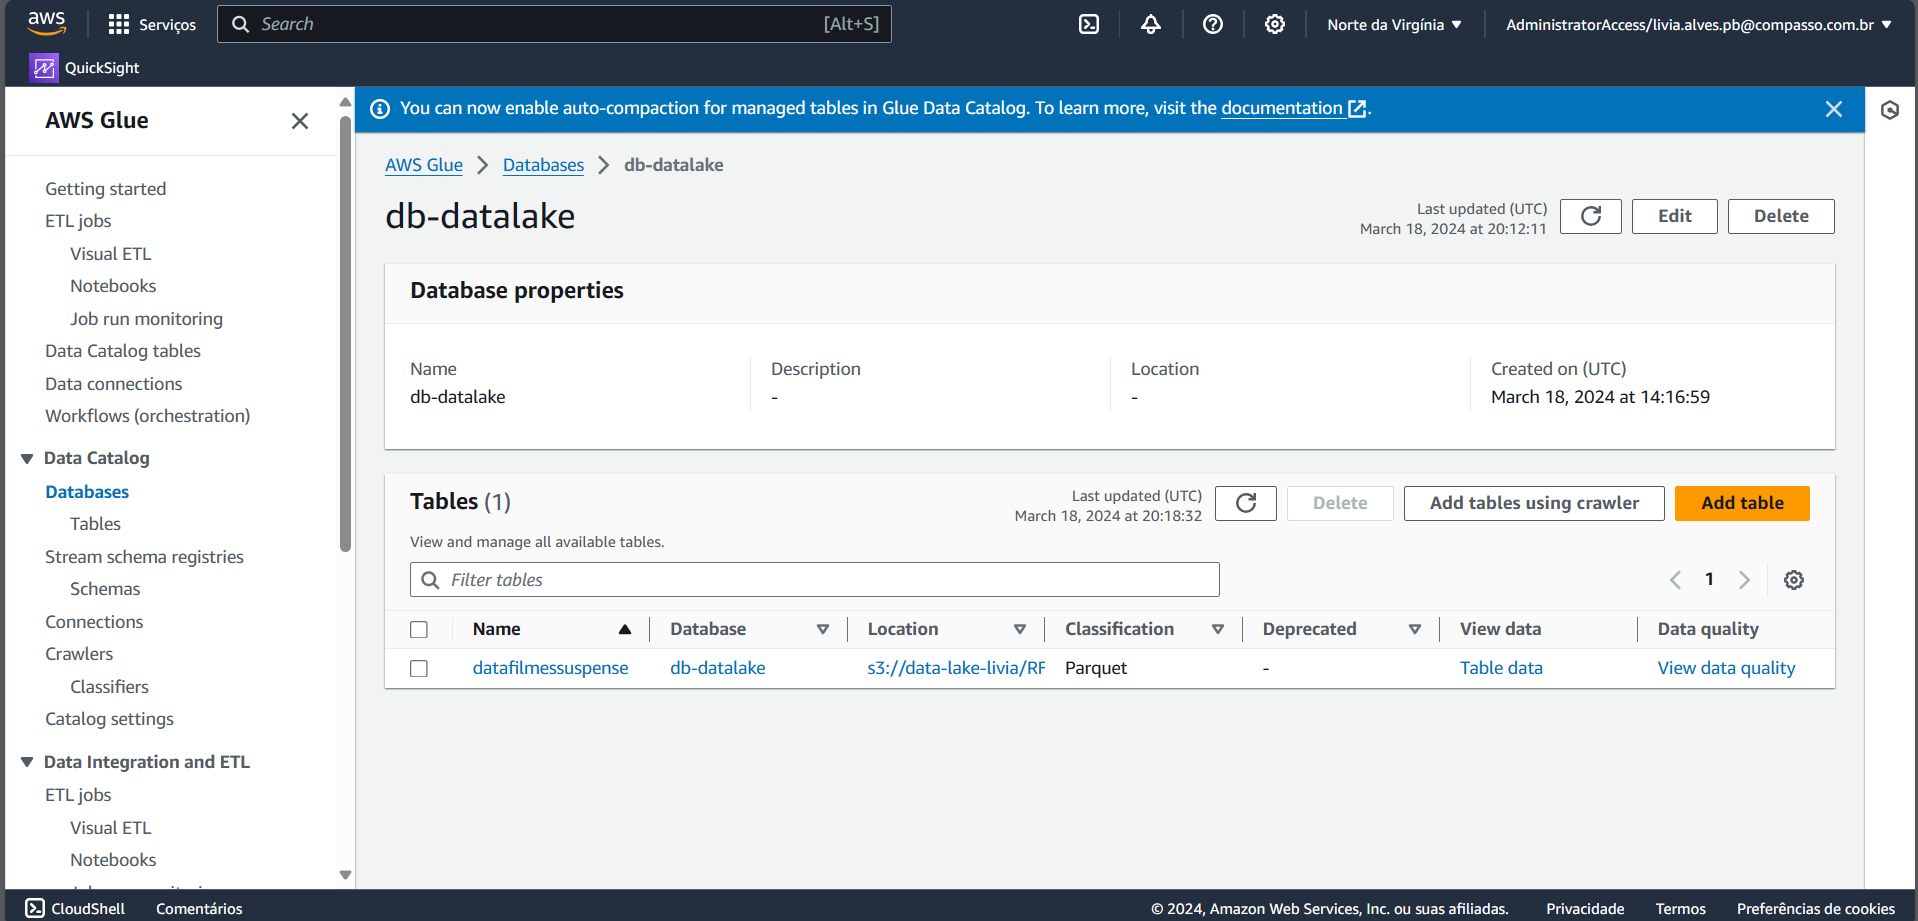 aws
Serviços
Search
[Alt+S]
Norte da Virgínia
AdministratorAccess/livia.alves.pb@compasso.com.br
QuickSight
AWS Glue
Getting started
ETL jobs
Visual ETL
Notebooks
Job run monitoring
Data Catalog tables
Data connections
Workflows (orchestration)
Data Catalog
Databases
Tables
Stream schema registries
Schemas
Connections
Crawlers
Classifiers
Catalog settings
Data Integration and ETL
ETL jobs
Visual ETL
Notebooks
You can now enable auto-compaction for managed tables in Glue Data Catalog. To learn more, visit the documentation.
AWS Glue > Databases > db-datalake
db-datalake
Last updated (UTC)
March 18, 2024 at 20:12:11
Edit
Delete
Database properties
Name
db-datalake
Description
-
Location
-
Created on (UTC)
March 18, 2024 at 14:16:59
Tables (1)
Last updated (UTC)
March 18, 2024 at 20:18:32
Delete
Add tables using crawler
Add table
View and manage all available tables.
Filter tables
1
Name Database Location Classification Deprecated View data Data quality
datafilmessuspense db-datalake s3://data-lake-livia/RF Parquet - Table data View data quality
CloudShell
Comentários
© 2024, Amazon Web Services, Inc. ou suas afiliadas.
Privacidade
Termos
Preferências de cookies